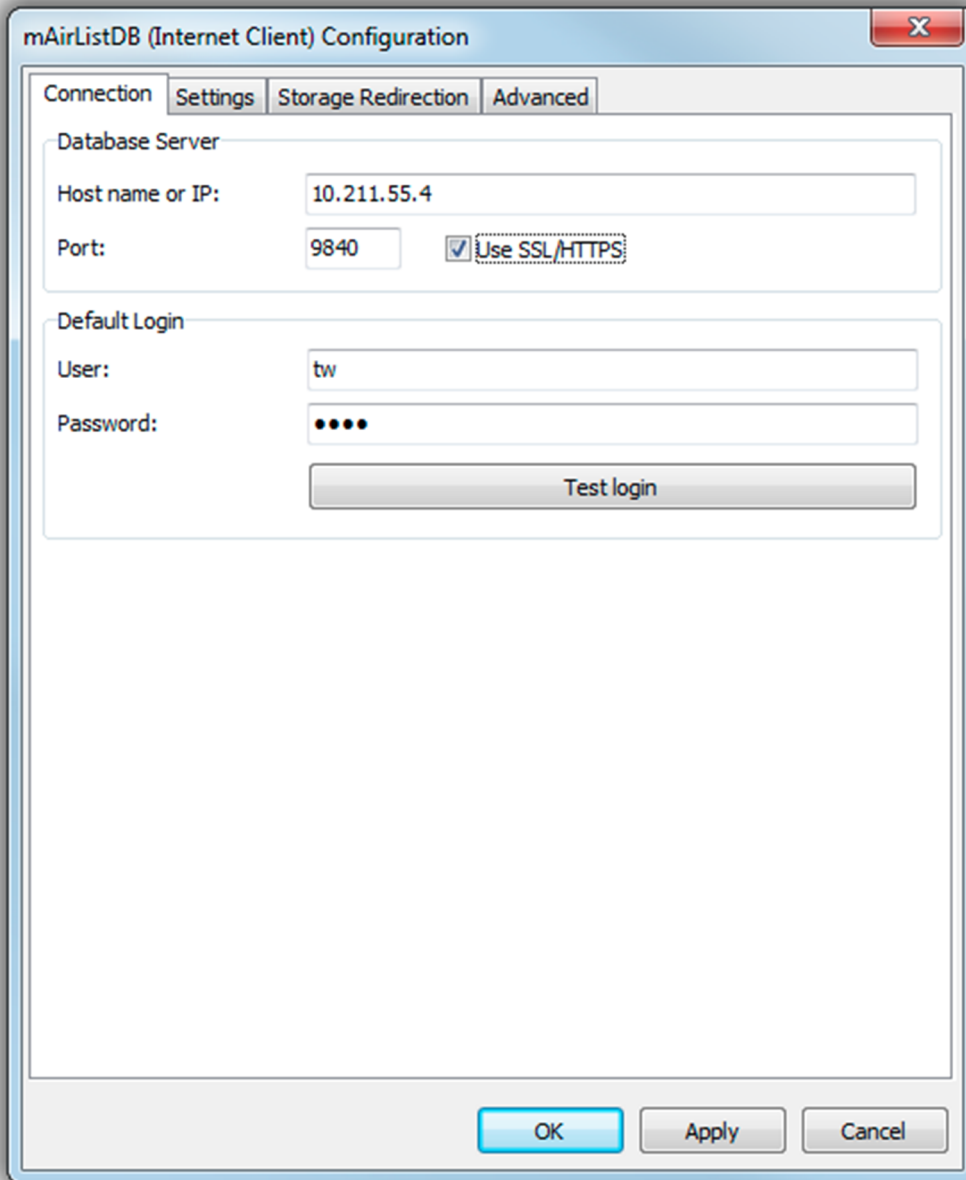 mAirListDB (Internet Client) Configuration
Connection Settings Storage Redirection Advanced
Database Server
Host name or IP: 10.211.55.4
Port: 9840 Use SSL/HTTPS
Default Login
User: tw
Password: ••••
Test login
OK Apply Cancel